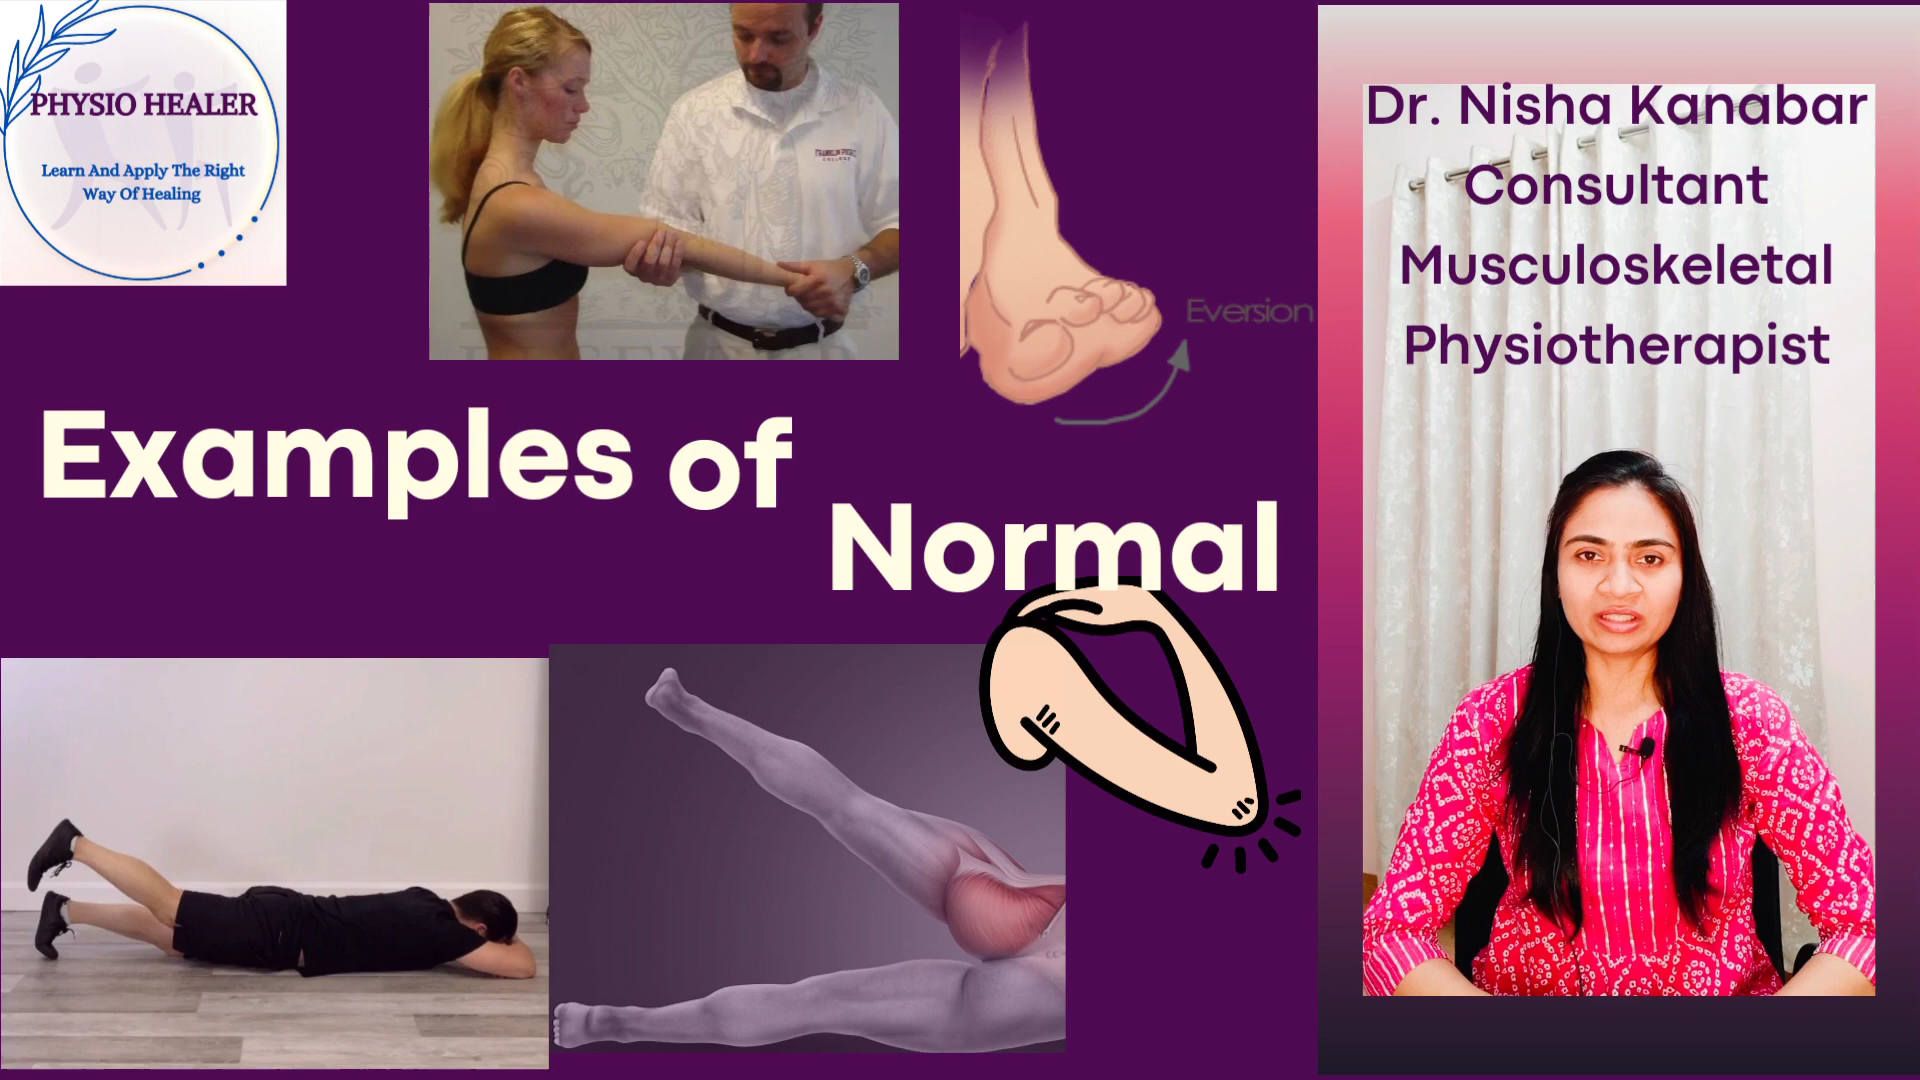 PHYSIO HEALER
Learn And Apply The Right
Way Of Healing
Eversion
Examples of
Normal
Dr. Nisha Kanabar
Consultant
Musculoskeletal
Physiotherapist